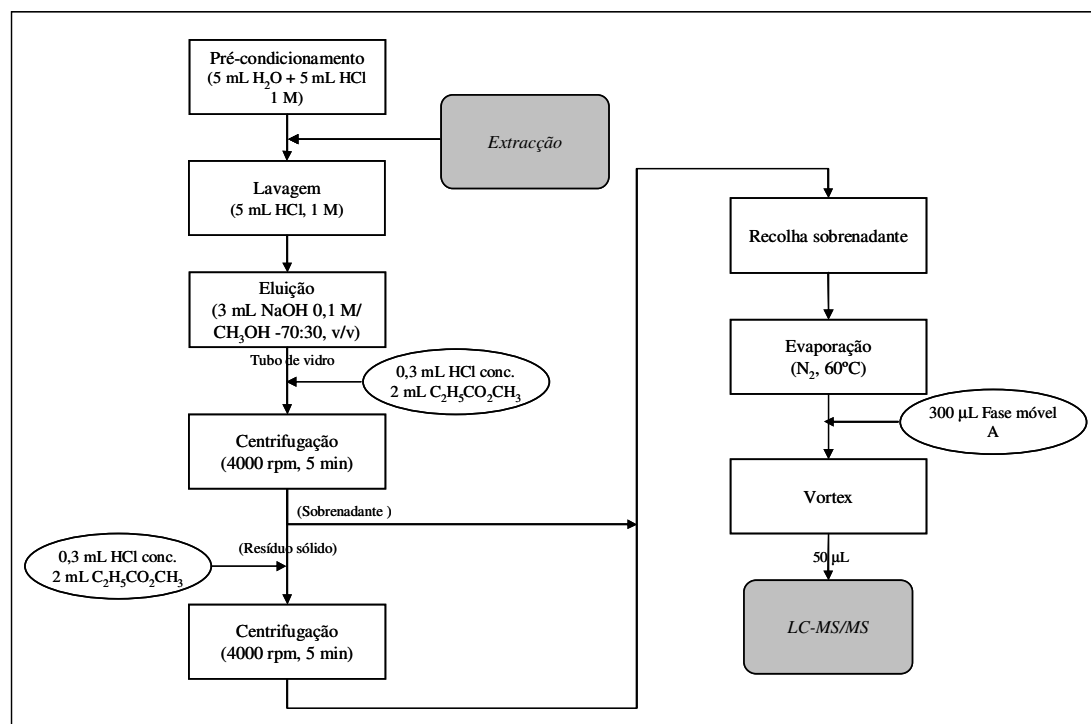 Pré-condicionamento
(5 mL H₂O + 5 mL HCl
1 M)
Extracção
Lavagem
(5 mL HCl, 1 M)
Eluição
(3 mL NaOH 0,1 M/
CH₃OH -70:30, v/v)
Tubo de vidro
0,3 mL HCl conc.
2 mL C₂H₅CO₂CH₃
Centrifugação
(4000 rpm, 5 min)
(Sobrenadante )
(Resíduo sólido)
0,3 mL HCl conc.
2 mL C₂H₅CO₂CH₃
Centrifugação
(4000 rpm, 5 min)
Recolha sobrenadante
Evaporação
(N₂, 60ºC)
300 µL Fase móvel
A
Vortex
50 µL
LC-MS/MS